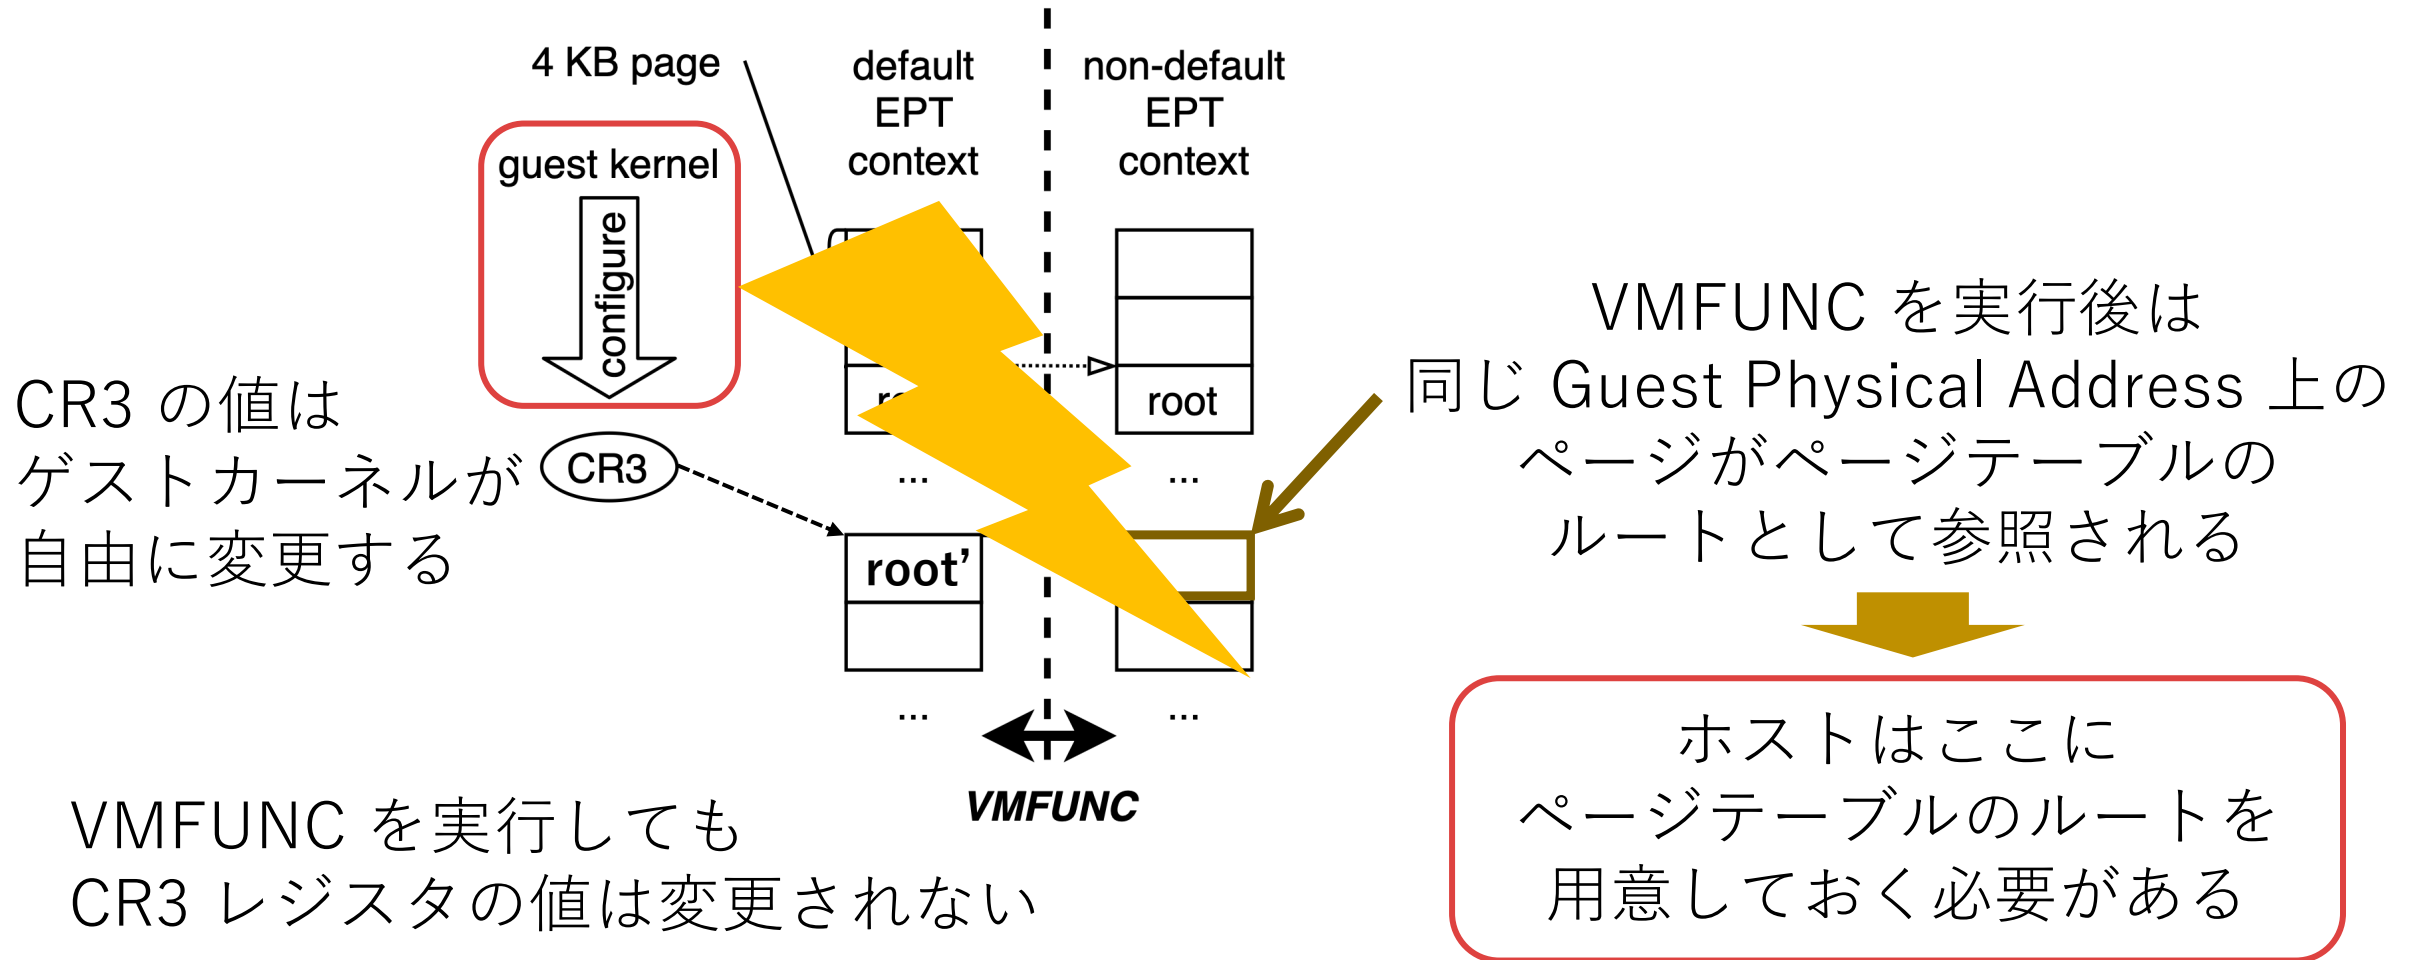 4 KB page
default
EPT
context
non-default
EPT
context
guest kernel
configure
CR3 の値は
ゲストカーネルが
自由に変更する
CR3
root
...
...
root’
...
...
VMFUNC
VMFUNC を実行後は
同じ Guest Physical Address 上の
ページがページテーブルの
ルートとして参照される
ホストはここに
ページテーブルのルートを
用意しておく必要がある
VMFUNC を実行しても
CR3 レジスタの値は変更されない